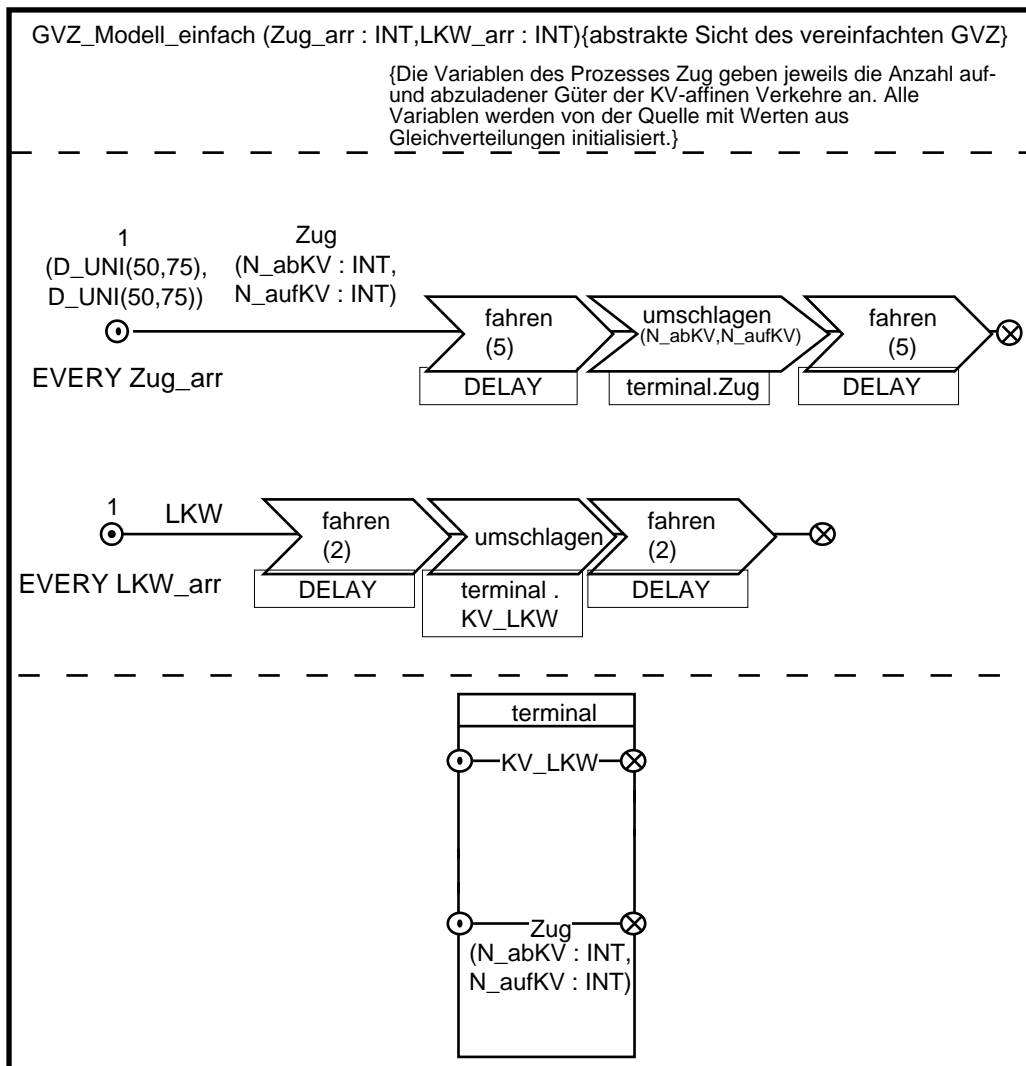 GVZ_Modell_einfach (Zug_arr : INT,LKW_arr : INT){abstrakte Sicht des vereinfachten GVZ}
{Die Variablen des Prozesses Zug geben jeweils die Anzahl auf-
und abzuladener Güter der KV-affinen Verkehre an. Alle
Variablen werden von der Quelle mit Werten aus
Gleichverteilungen initialisiert.}
1
(D_UNI(50,75),
D_UNI(50,75))
Zug
(N_abKV : INT,
N_aufKV : INT)
EVERY Zug_arr
fahren
(5)
DELAY
umschlagen
(N_abKV,N_aufKV)
terminal.Zug
fahren
(5)
DELAY
1
LKW
EVERY LKW_arr
fahren
(2)
DELAY
umschlagen
terminal .
KV_LKW
fahren
(2)
DELAY
terminal
KV_LKW
Zug
(N_abKV : INT,
N_aufKV : INT)